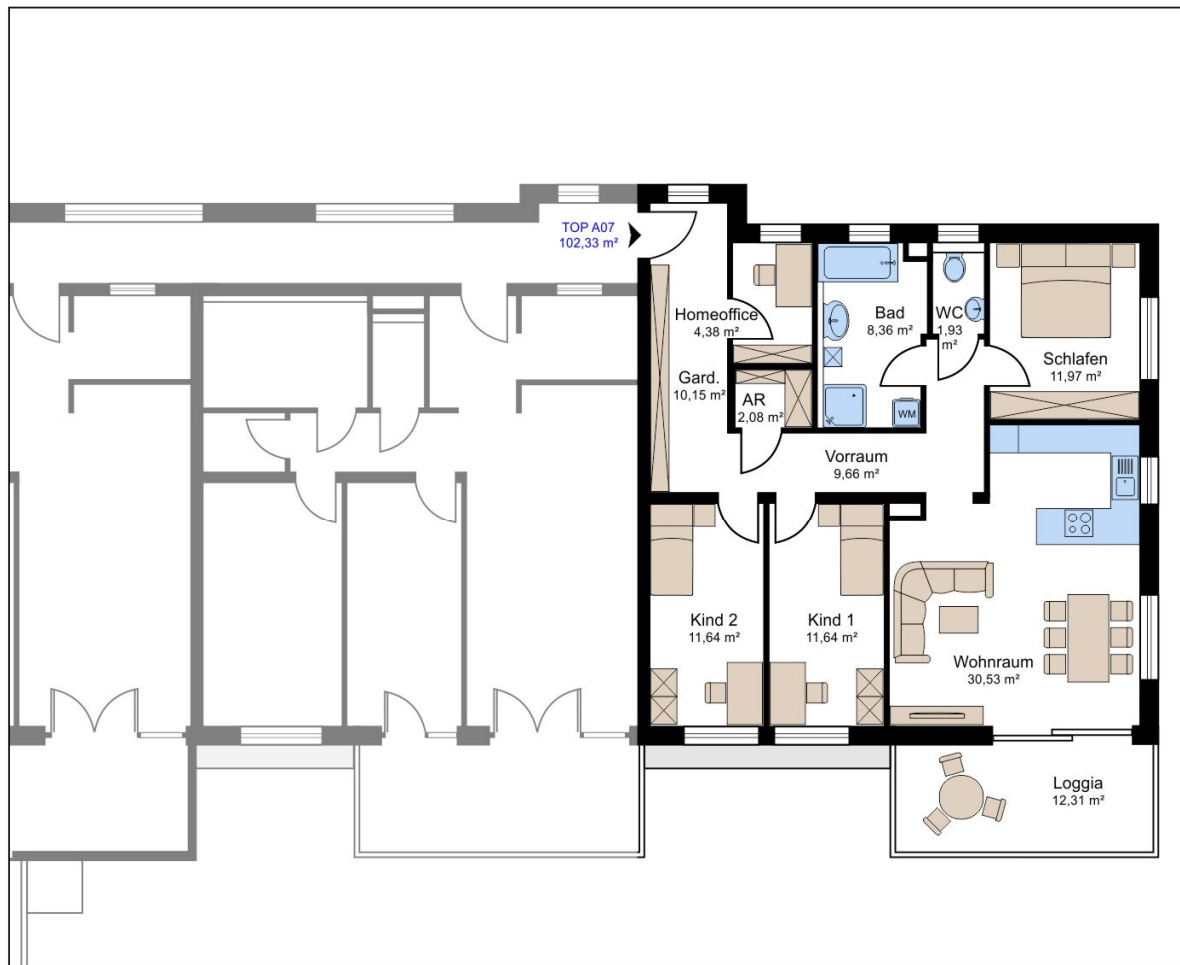 TOP A07
102,33 m²
Homeoffice
4,38 m²
Bad
8,36 m²
WC
1,93
m²
Schlafen
11,97 m²
Gard.
10,15 m²
AR
2,08 m²
WM
Vorraum
9,66 m²
Kind 2
11,64 m²
Kind 1
11,64 m²
Wohnraum
30,53 m²
Loggia
12,31 m²